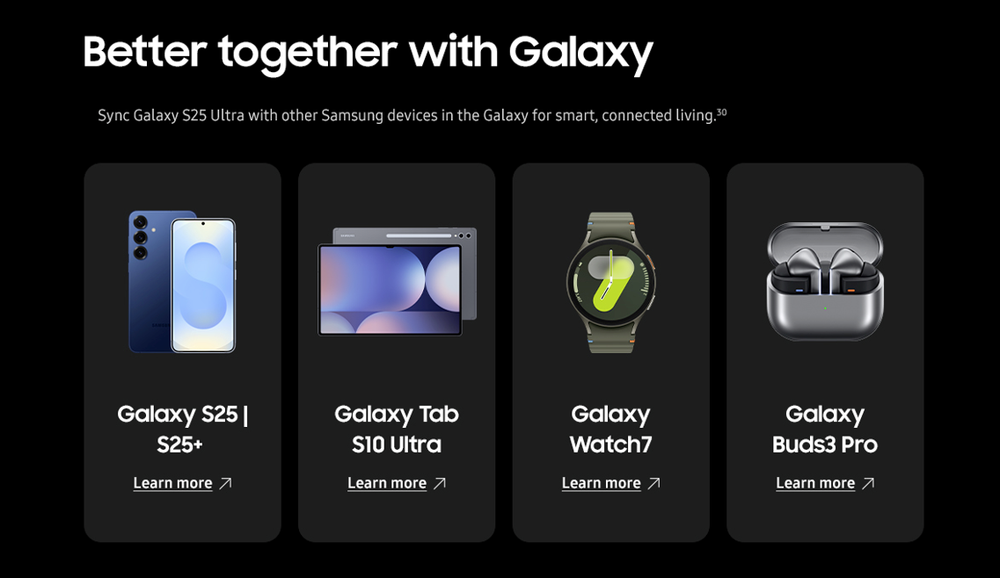 Better together with Galaxy
Sync Galaxy S25 Ultra with other Samsung devices in the Galaxy for smart, connected living.³⁰
SAMSUNG
Galaxy S25 |
S25+
Learn more
Galaxy Tab
S10 Ultra
Learn more
Galaxy
Watch7
Learn more
Galaxy
Buds3 Pro
Learn more